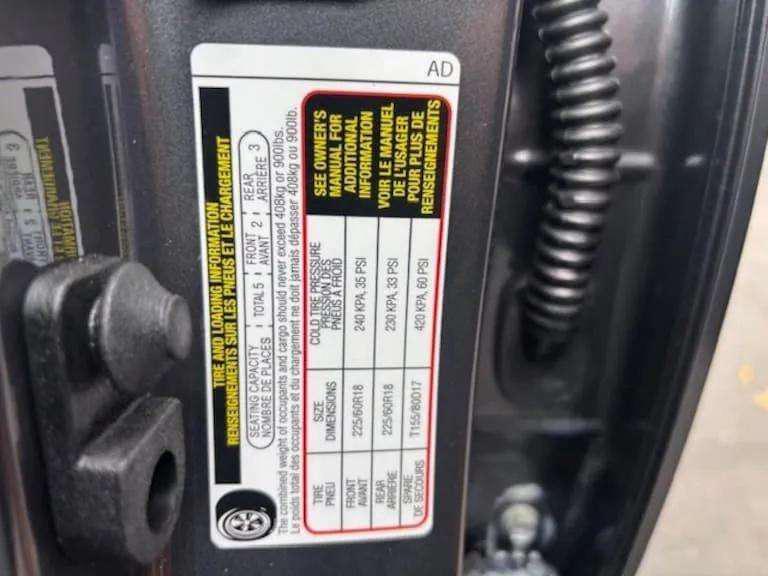 AD
TIRE AND LOADING INFORMATION
RENSEIGNEMENTS SUR LES PNEUS ET LE CHARGEMENT
SEATING CAPACITY TOTAL 5 FRONT 2 REAR 3
NOMBRE DE PLACES AVANT ARRIÈRE
The combined weight of occupants and cargo should never exceed 408kg or 900lbs.
Le poids total des occupants et du chargement ne doit jamais dépasser 408kg ou 900lb.
TIRE
PNEU
SIZE
DIMENSIONS
COLD TIRE PRESSURE
PRESSION DES
PNEUS A FROID
SEE OWNER'S
MANUAL FOR
ADDITIONAL
INFORMATION
VOIR LE MANUEL
DE L'USAGER
POUR PLUS DE
RENSEIGNEMENTS
FRONT
AVANT
225/60R18
240 KPA, 35 PSI
REAR
ARRIÈRE
225/60R18
230 KPA, 33 PSI
SPARE
DE SECOURS
T155/80D17
420 KPA, 60 PSI